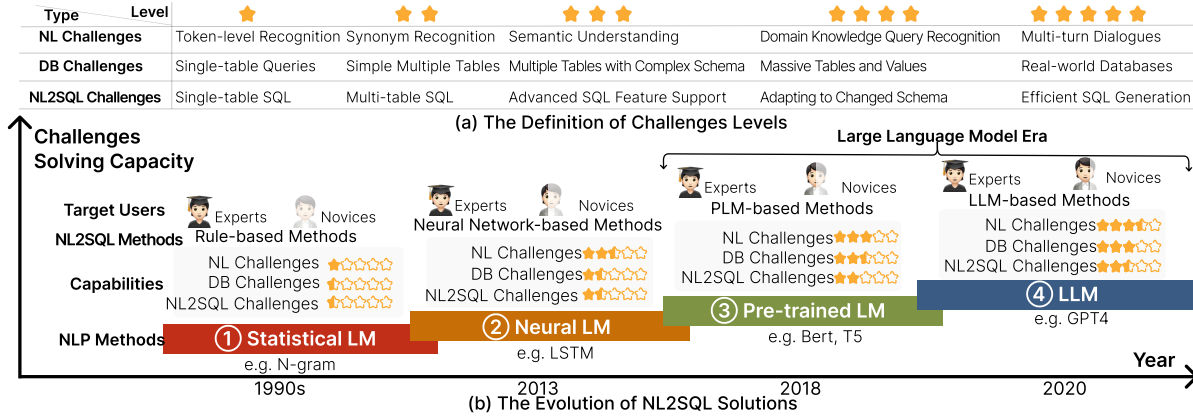 Type Level
NL Challenges Token-level Recognition Synonym Recognition Semantic Understanding Domain Knowledge Query Recognition Multi-turn Dialogues
DB Challenges Single-table Queries Simple Multiple Tables Multiple Tables with Complex Schema Massive Tables and Values Real-world Databases
NL2SQL Challenges Single-table SQL Multi-table SQL Advanced SQL Feature Support Adapting to Changed Schema Efficient SQL Generation
(a) The Definition of Challenges Levels
Challenges
Solving Capacity
Large Language Model Era
Target Users
Experts Novices
Experts Novices
Experts Novices
Experts Novices
NL2SQL Methods
Rule-based Methods
Neural Network-based Methods
PLM-based Methods
LLM-based Methods
Capabilities
NL Challenges
DB Challenges
NL2SQL Challenges
NL Challenges
DB Challenges
NL2SQL Challenges
NL Challenges
DB Challenges
NL2SQL Challenges
NL Challenges
DB Challenges
NL2SQL Challenges
NLP Methods
① Statistical LM
e.g. N-gram
② Neural LM
e.g. LSTM
③ Pre-trained LM
e.g. Bert, T5
④ LLM
e.g. GPT4
Year
1990s 2013 2018 2020
(b) The Evolution of NL2SQL Solutions